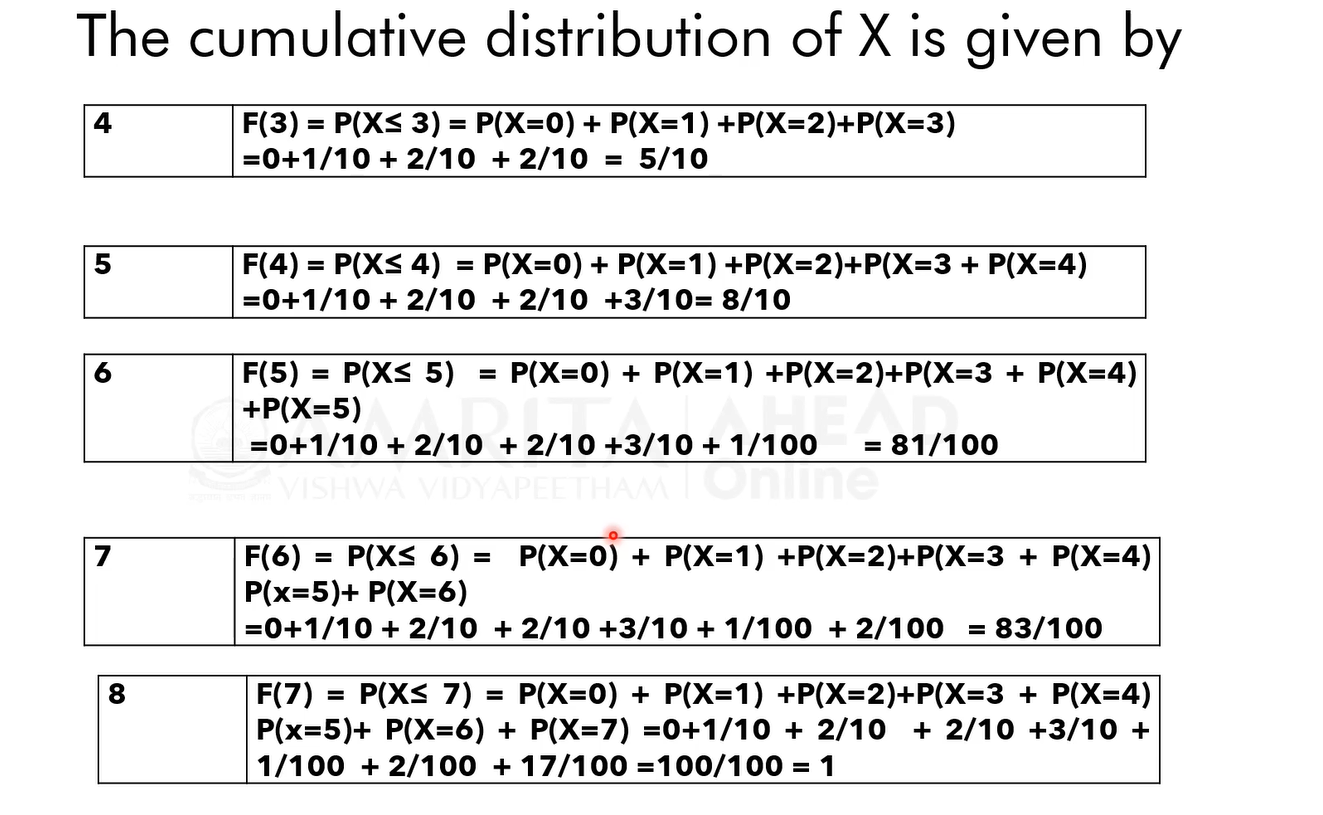 The cumulative distribution of X is given by
4 F(3) = P(X≤ 3) = P(X=0) + P(X=1) +P(X=2)+P(X=3)
=0+1/10 + 2/10 + 2/10 = 5/10
5 F(4) = P(X≤ 4) = P(X=0) + P(X=1) +P(X=2)+P(X=3 + P(X=4)
=0+1/10 + 2/10 + 2/10 +3/10= 8/10
6 F(5) = P(X≤ 5) = P(X=0) + P(X=1) +P(X=2)+P(X=3 + P(X=4)
+P(X=5)
=0+1/10 + 2/10 + 2/10 +3/10 + 1/100 = 81/100
AMRITA AHEAD
VISHWA VIDYAPEETHAM Online
7 F(6) = P(X≤ 6) = P(X=0) + P(X=1) +P(X=2)+P(X=3 + P(X=4)
P(x=5)+ P(X=6)
=0+1/10 + 2/10 + 2/10 +3/10 + 1/100 + 2/100 = 83/100
8 F(7) = P(X≤ 7) = P(X=0) + P(X=1) +P(X=2)+P(X=3 + P(X=4)
P(x=5)+ P(X=6) + P(X=7) =0+1/10 + 2/10 + 2/10 +3/10 +
1/100 + 2/100 + 17/100 =100/100 = 1